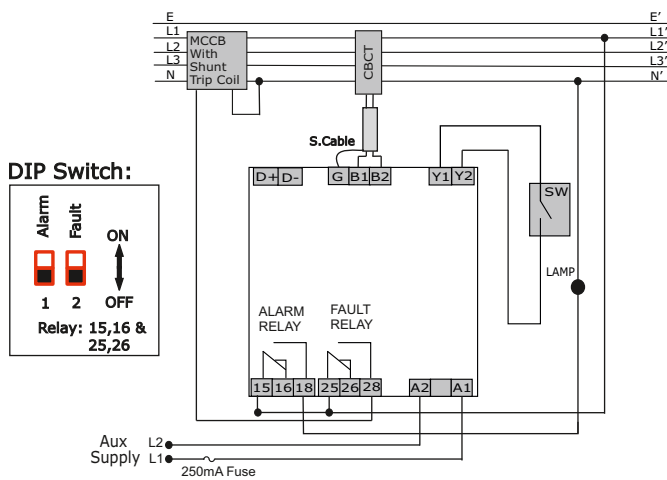 E E'
L1 L1'
L2 L2'
L3 L3'
N N'
MCCB
With
Shunt
Trip Coil
CBCT
S.Cable
D+ D- G B1 B2 Y1 Y2
SW
LAMP
DIP Switch:
Alarm Fault
ON
OFF
1 2
Relay: 15,16 &
25,26
ALARM
RELAY
FAULT
RELAY
15 16 18 25 26 28 A2 A1
Aux
Supply
L2
L1
250mA Fuse